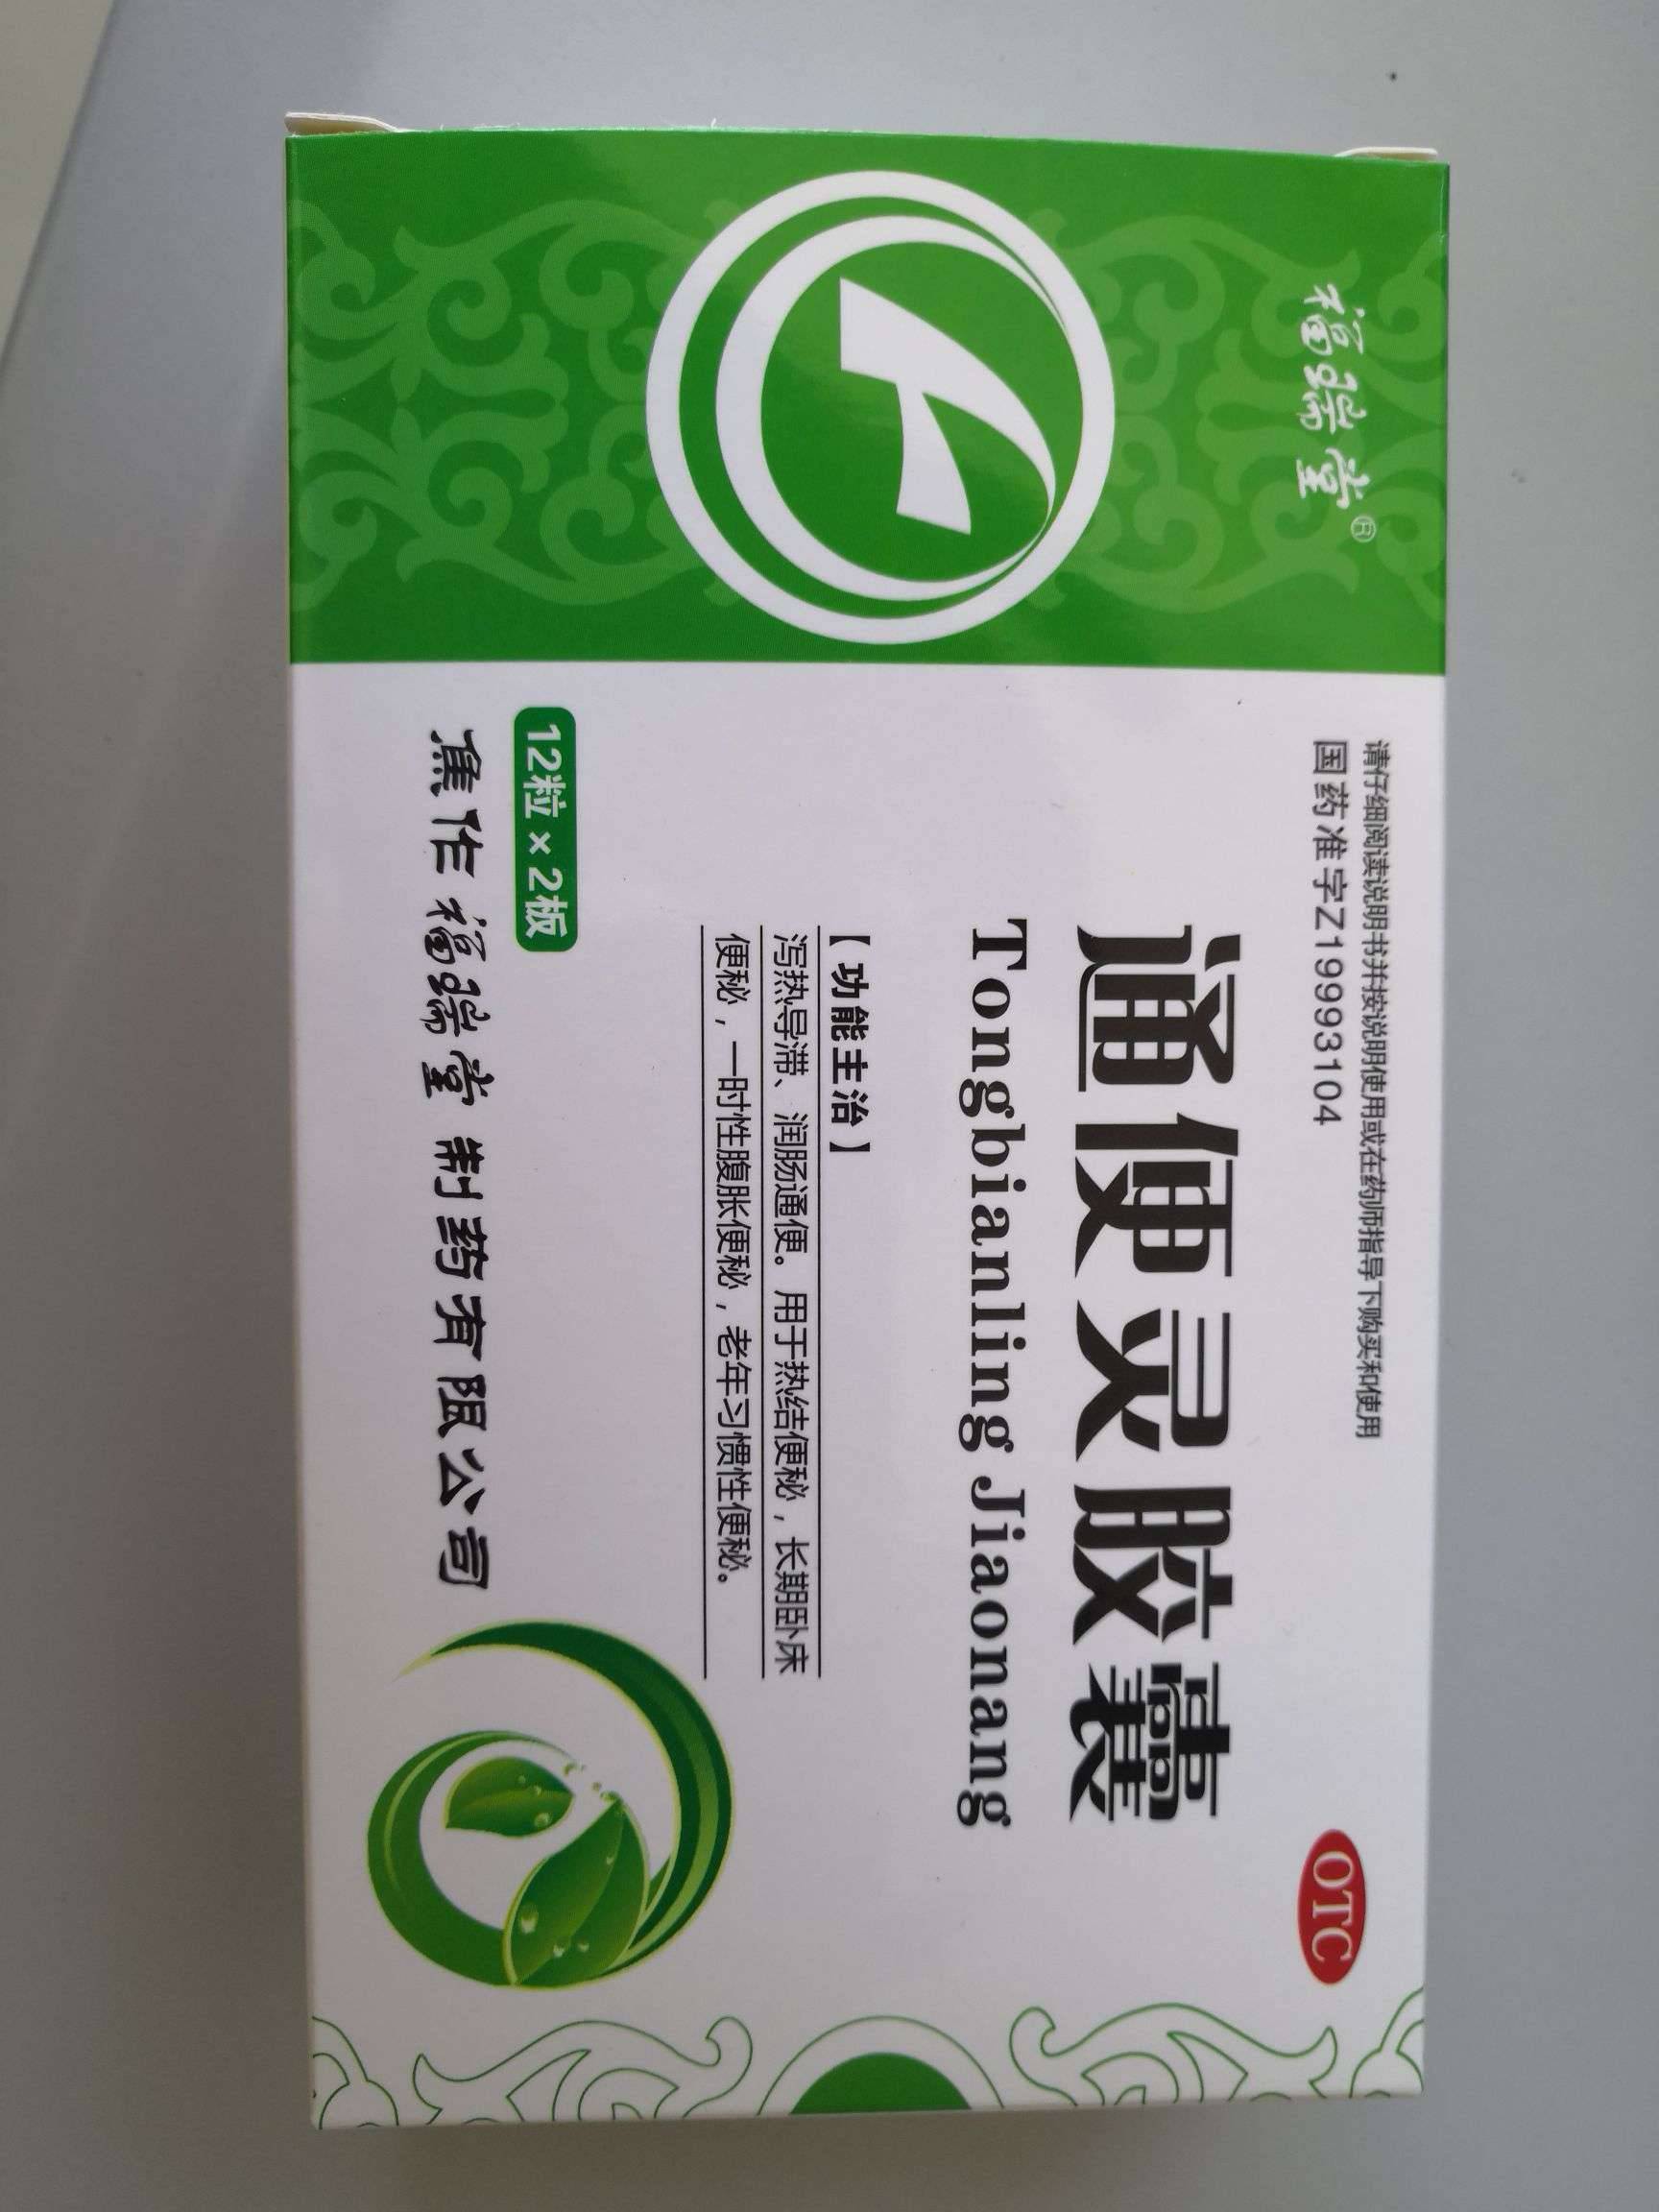 福瑞堂®
请仔细阅读说明书并按说明使用或在药师指导下购买和使用
国药准字Z19993104
OTC
通便灵胶囊
Tongbianling Jiaonang
【功能主治】
泻热导滞、润肠通便。用于热结便秘，长期卧床
便秘，一时性腹胀便秘，老年习惯性便秘。
12粒×2板
焦作福瑞堂制药有限公司